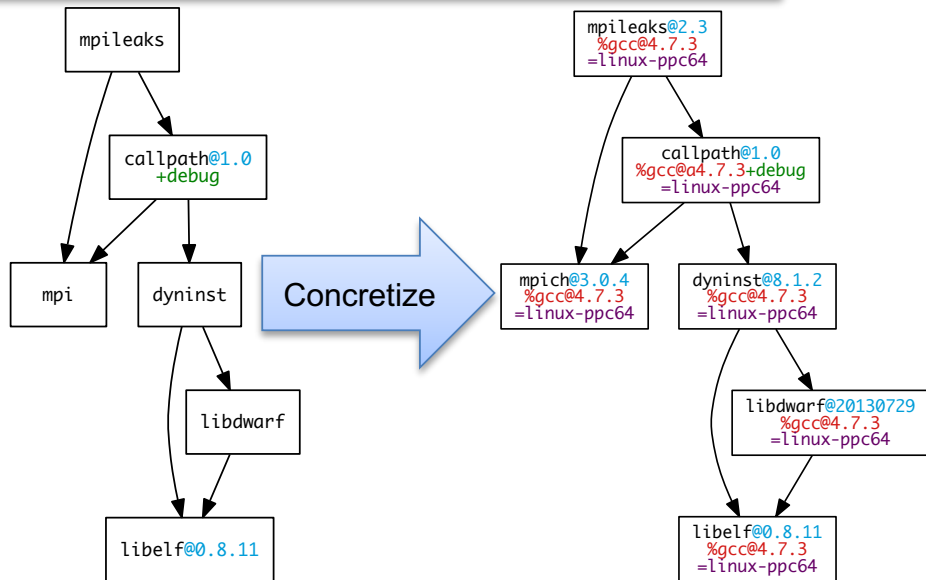 mpileaks
callpath@1.0
+debug
mpi
dyninst
libdwarf
libelf@0.8.11
Concretize
mpileaks@2.3
%gcc@4.7.3
=linux-ppc64
callpath@1.0
%gcc@a4.7.3+debug
=linux-ppc64
mpich@3.0.4
%gcc@4.7.3
=linux-ppc64
dyninst@8.1.2
%gcc@4.7.3
=linux-ppc64
libdwarf@20130729
%gcc@4.7.3
=linux-ppc64
libelf@0.8.11
%gcc@4.7.3
=linux-ppc64